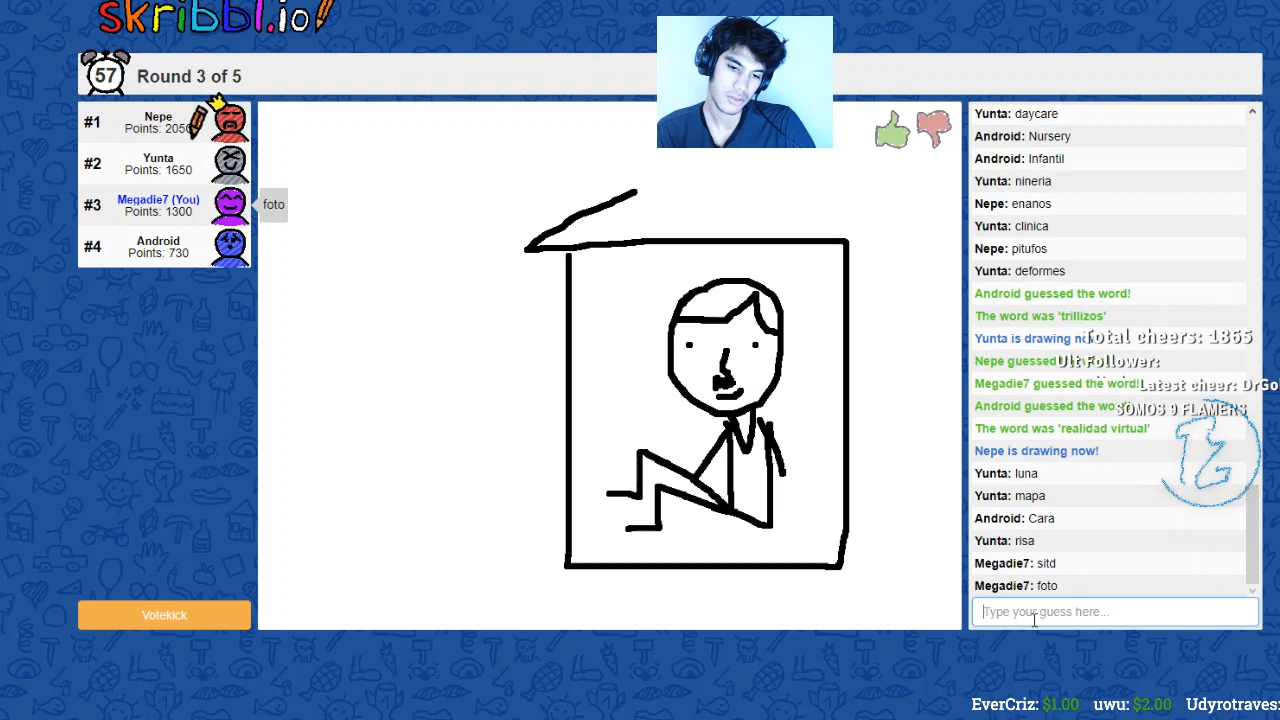 skribbl.io
57
Round 3 of 5
#1
Nepe
Points: 2050
#2
Yunta
Points: 1650
#3
Megadie7 (You)
Points: 1300
foto
#4
Android
Points: 730
Votekick
Yunta: daycare
Android: Nursery
Android: Infantil
Yunta: nineria
Nepe: enanos
Yunta: clinica
Nepe: pitufos
Yunta: deformes
Android guessed the word!
The word was 'trillizos'
Yunta is drawing now!
Total cheers: 1865
Nepe guessed
Ult Follower:
Megadie7 guessed the word!
Latest cheer: DrGo
Android guessed the word!
SOMOS 9 FLAMERS
The word was 'realidad virtual'
Nepe is drawing now!
Yunta: luna
Yunta: mapa
Android: Cara
Yunta: risa
Megadie7: sitd
Megadie7: foto
Type your guess here...
EverCriz: $1.00 uwu: $2.00 Udyrotraves: